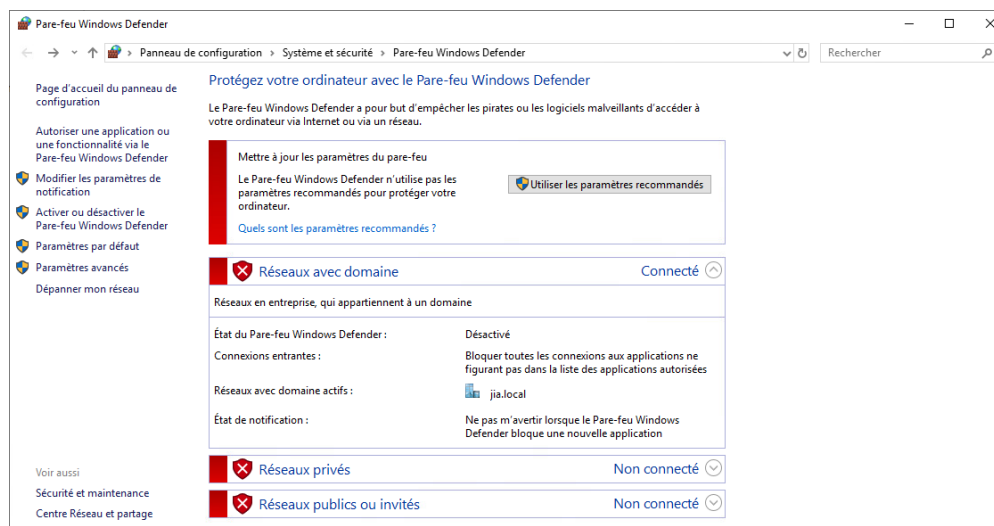 Pare-feu Windows Defender
Panneau de configuration > Système et sécurité > Pare-feu Windows Defender
Rechercher
Page d'accueil du panneau de
configuration
Autoriser une application ou
une fonctionnalité via le
Pare-feu Windows Defender
Modifier les paramètres de
notification
Activer ou désactiver le
Pare-feu Windows Defender
Paramètres par défaut
Paramètres avancés
Dépanner mon réseau
Voir aussi
Sécurité et maintenance
Centre Réseau et partage
Protégez votre ordinateur avec le Pare-feu Windows Defender
Le Pare-feu Windows Defender a pour but d'empêcher les pirates ou les logiciels malveillants d'accéder à
votre ordinateur via Internet ou via un réseau.
Mettre à jour les paramètres du pare-feu
Le Pare-feu Windows Defender n'utilise pas les
paramètres recommandés pour protéger votre
ordinateur.
Utiliser les paramètres recommandés
Quels sont les paramètres recommandés ?
Réseaux avec domaine Connecté
Réseaux en entreprise, qui appartiennent à un domaine
État du Pare-feu Windows Defender : Désactivé
Connexions entrantes : Bloquer toutes les connexions aux applications ne
figurant pas dans la liste des applications autorisées
Réseaux avec domaine actifs : jia.local
État de notification : Ne pas m'avertir lorsque le Pare-feu Windows
Defender bloque une nouvelle application
Réseaux privés Non connecté
Réseaux publics ou invités Non connecté